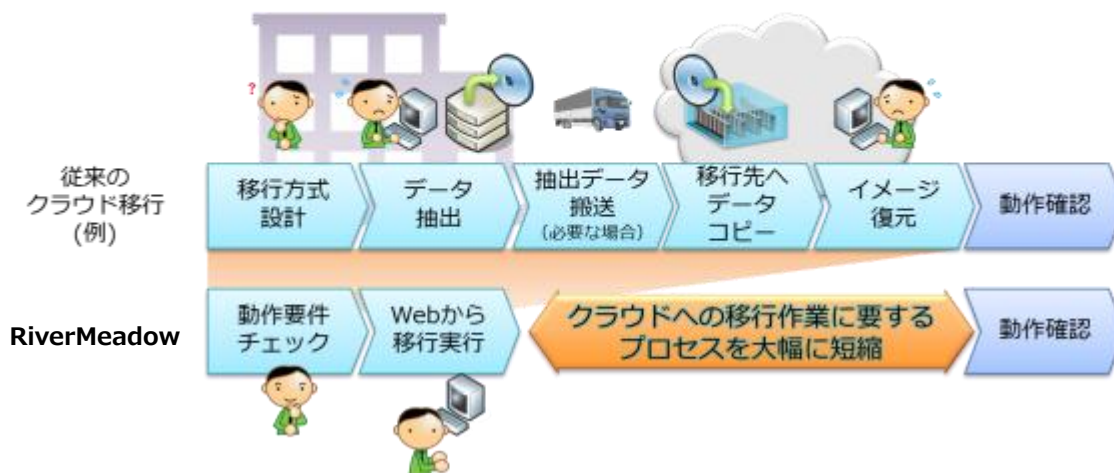 従来の
クラウド移行
(例)
移行方式
設計
データ
抽出
抽出データ
搬送
(必要な場合)
移行先へ
データ
コピー
イメージ
復元
動作確認
RiverMeadow
動作要件
チェック
Webから
移行実行
クラウドへの移行作業に要する
プロセスを大幅に短縮
動作確認
?